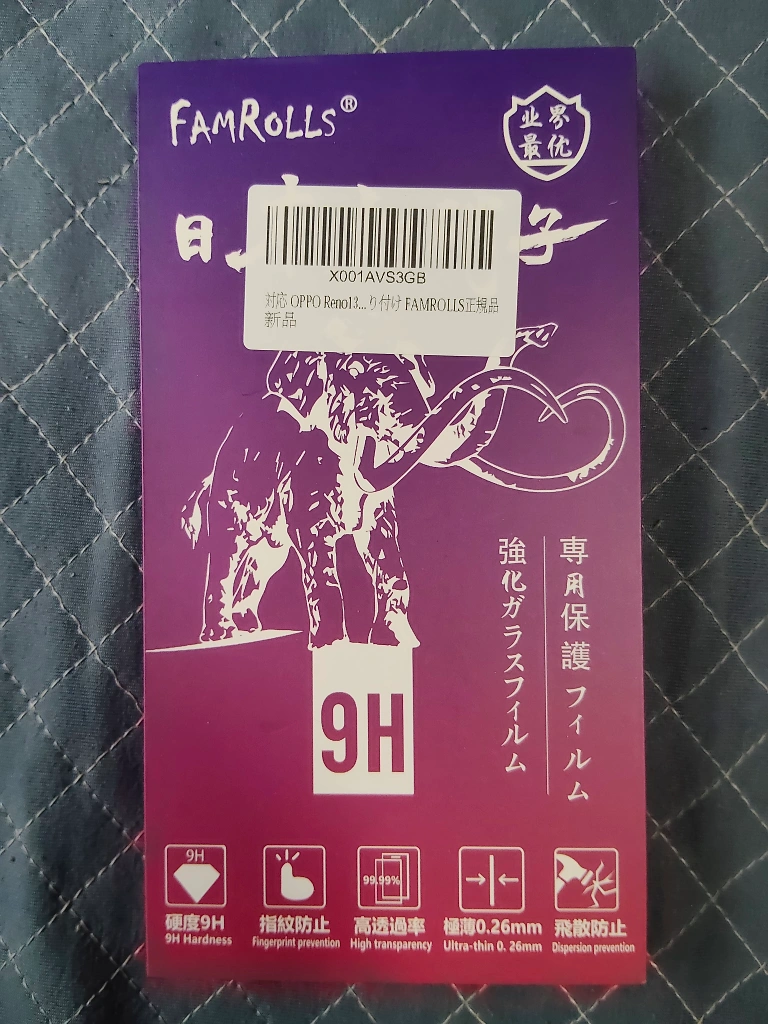 FAMROLLS®
业界
最优
日
子
X001AVS3GB
対応 OPPO Reno13...り付け FAMROLLS正規品
新品
専用保護フィルム
強化ガラスフィルム
9H
9H
99.99%
硬度9H
9H Hardness
指紋防止
Fingerprint prevention
高透過率
High transparency
極薄0.26mm
Ultra-thin 0. 26mm
飛散防止
Dispersion prevention